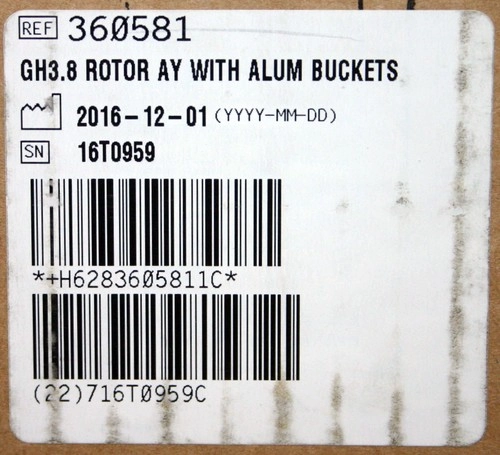 REF 360581
GH3.8 ROTOR AY WITH ALUM BUCKETS
2016-12-01 (YYYY-MM-DD)
SN 16T0959
*+H6283605811C*
(22)716T0959C